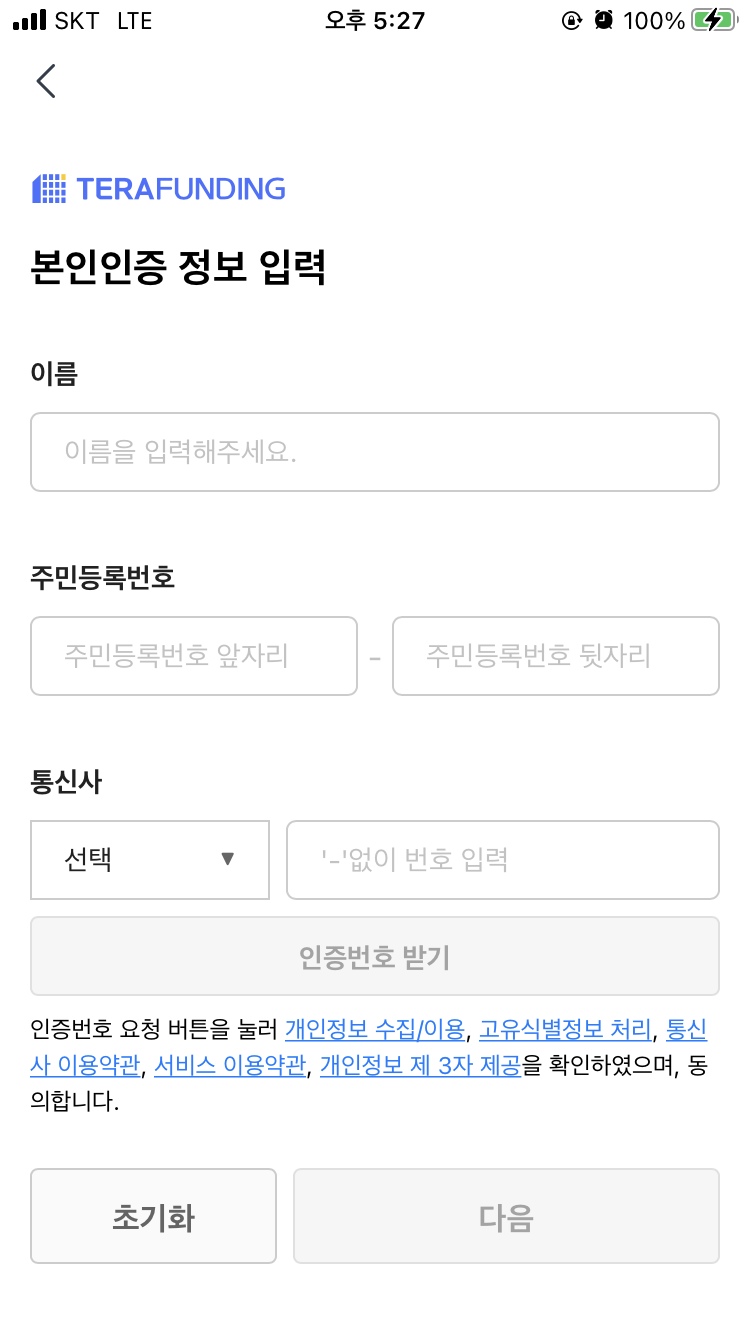 SKT LTE 오후 5:27 100%
TERAFUNDING
본인인증 정보 입력
이름
이름을 입력해주세요.
주민등록번호
주민등록번호 앞자리 - 주민등록번호 뒷자리
통신사
선택 ▼ '-'없이 번호 입력
인증번호 받기
인증번호 요청 버튼을 눌러 개인정보 수집/이용, 고유식별정보 처리, 통신
사 이용약관, 서비스 이용약관, 개인정보 제 3자 제공을 확인하였으며, 동
의합니다.
초기화 다음